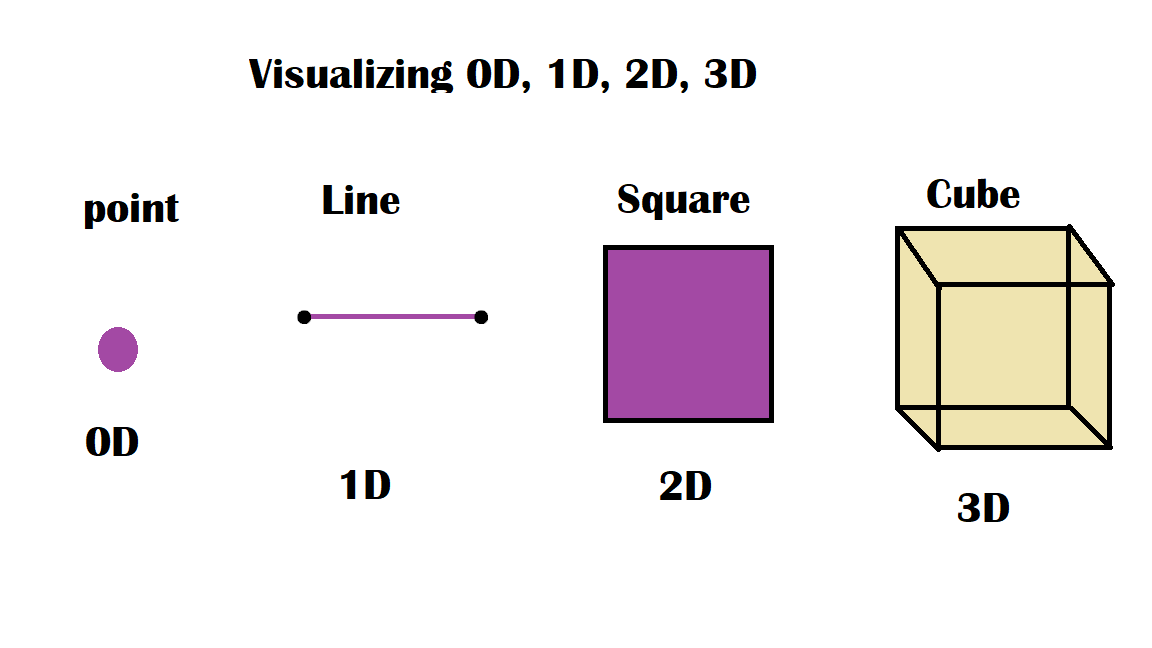 Visualizing 0D, 1D, 2D, 3D
point
Line
Square
Cube
0D
1D
2D
3D